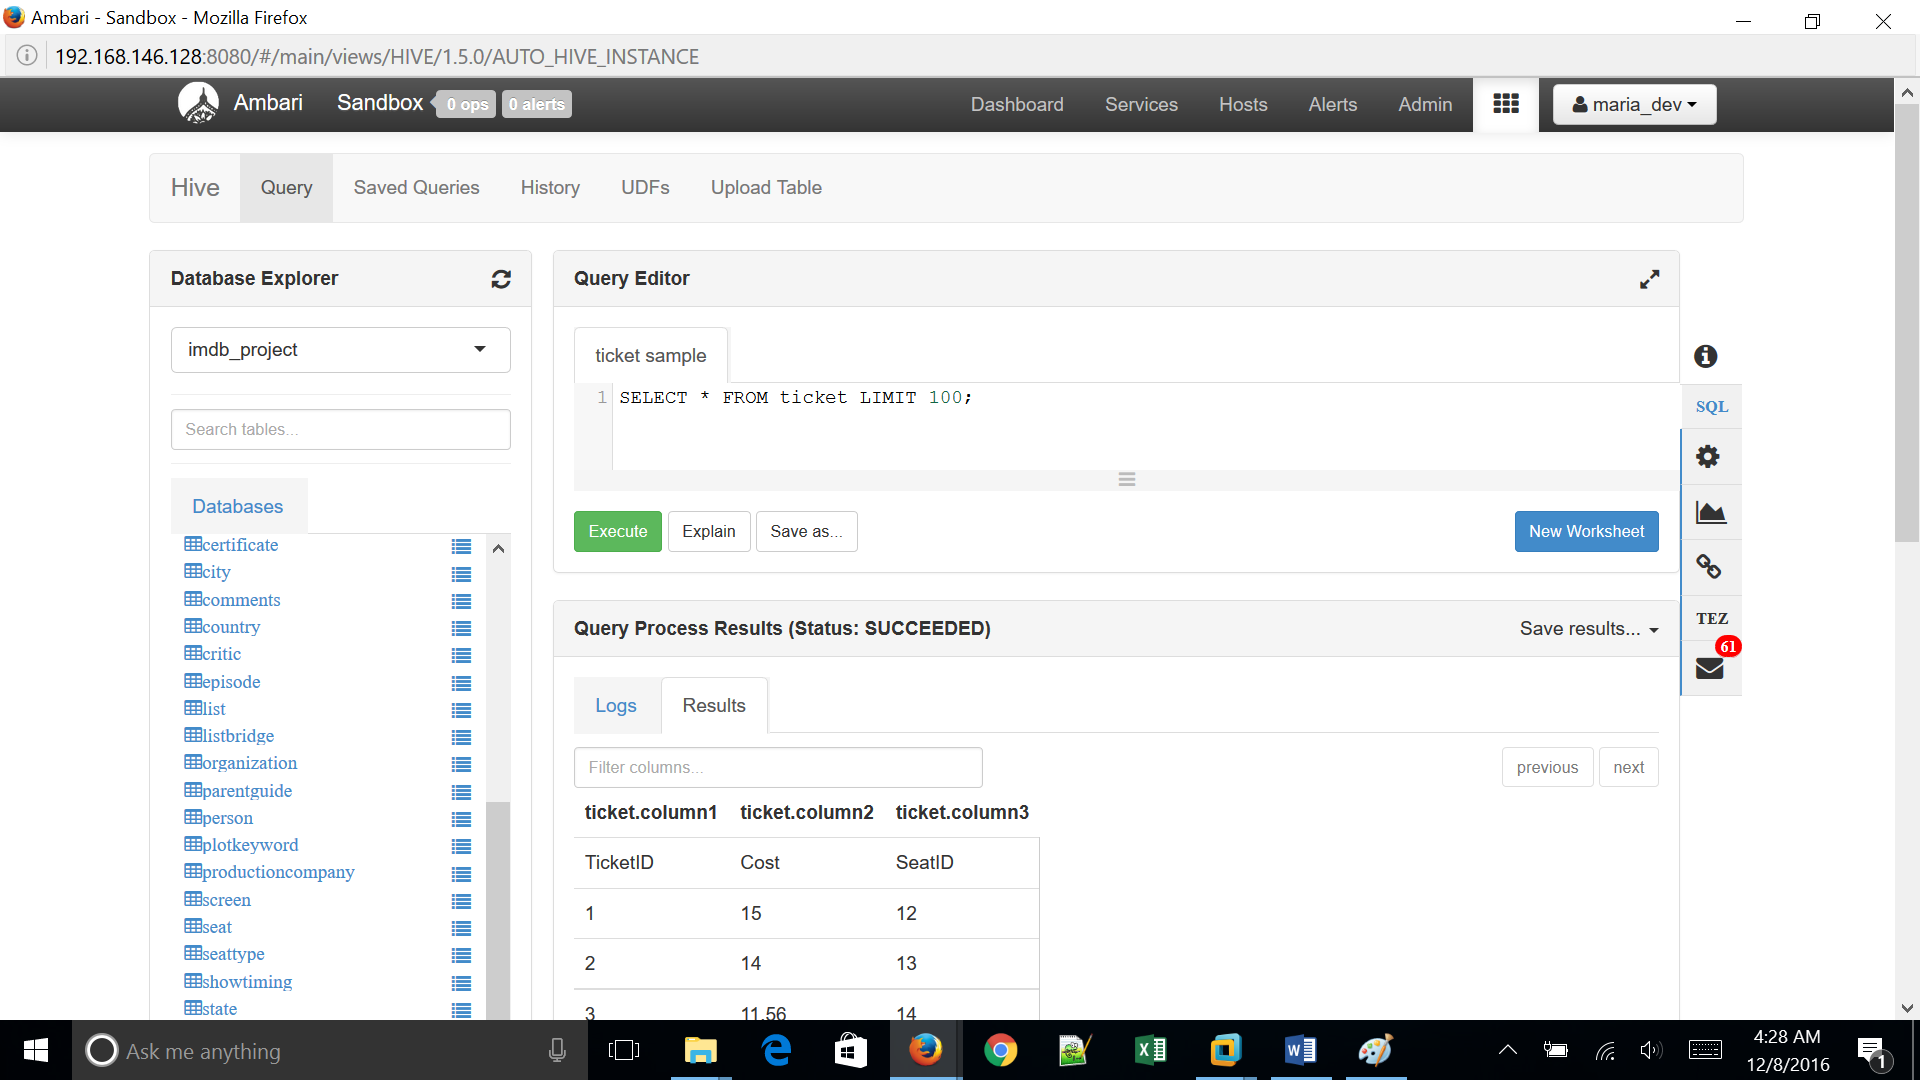 Ambari - Sandbox - Mozilla Firefox
192.168.146.128:8080/#/main/views/HIVE/1.5.0/AUTO_HIVE_INSTANCE
Ambari Sandbox 0 ops 0 alerts Dashboard Services Hosts Alerts Admin maria_dev
Hive Query Saved Queries History UDFs Upload Table
Database Explorer
imdb_project
Search tables...
Databases
certificate
city
comments
country
critic
episode
list
listbridge
organization
parentguide
person
plotkeyword
productioncompany
screen
seat
seattype
showtiming
state
Query Editor
ticket sample
1 SELECT * FROM ticket LIMIT 100;
Execute Explain Save as... New Worksheet
SQL
TEZ
61
Query Process Results (Status: SUCCEEDED) Save results...
Logs Results
Filter columns... previous next
ticket.column1 ticket.column2 ticket.column3
TicketID Cost SeatID
1 15 12
2 14 13
3 11.56 14
Ask me anything
4:28 AM
12/8/2016
1